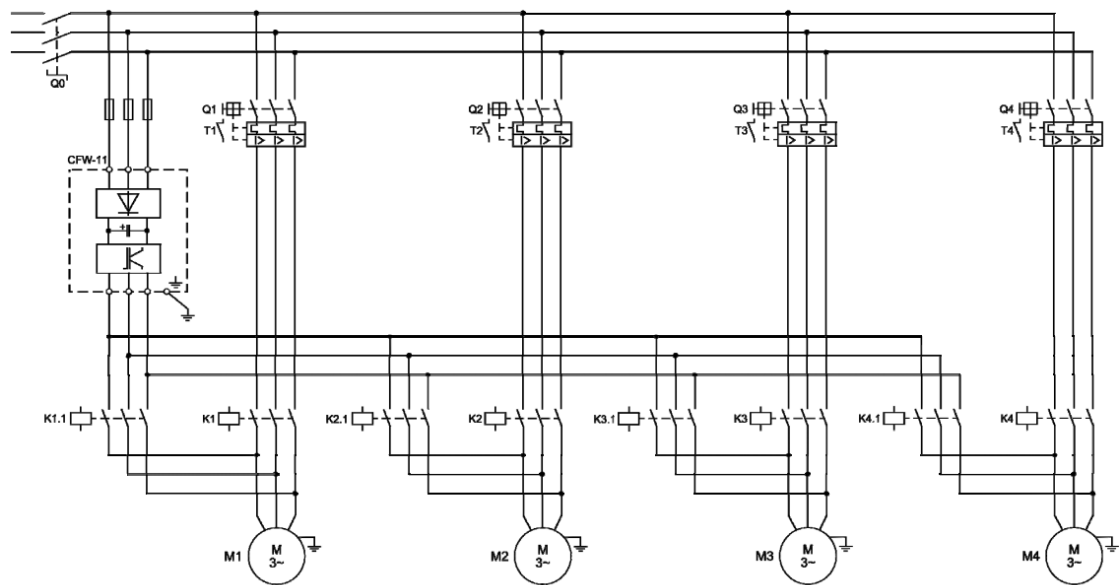 Q0
Q1
Q2
Q3
Q4
T1
T2
T3
T4
CFW-11
+
K1.1
K1
K2.1
K2
K3.1
K3
K4.1
K4
M1
M
3~
M2
M
3~
M3
M
3~
M4
M
3~